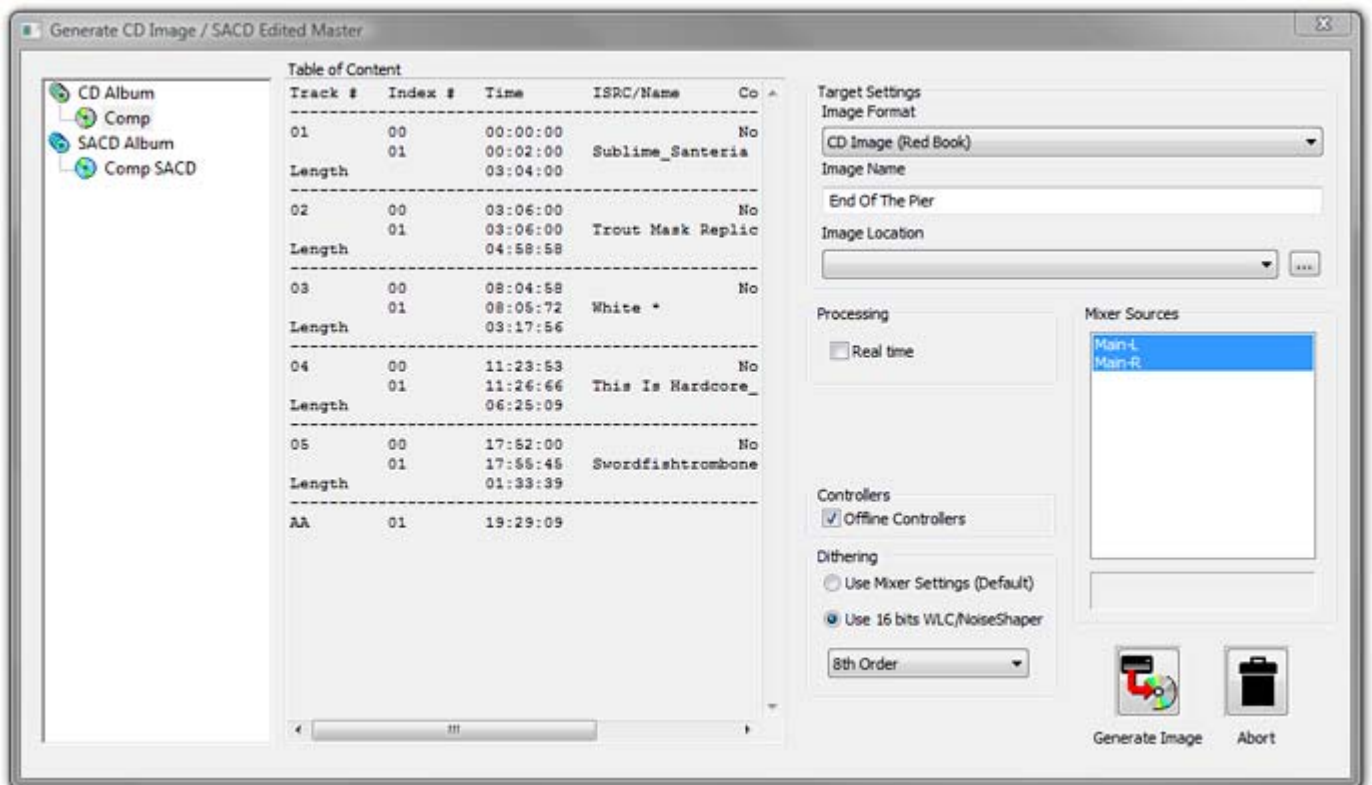 Generate CD Image / SACD Edited Master
CD Album
Comp
SACD Album
Comp SACD
Table of Content
Track # Index # Time ISRC/Name Co
01 00 00:00:00 No
01 00:02:00 Sublime_Santeria
Length 03:04:00
02 00 03:06:00 No
01 03:06:00 Trout Mask Replic
Length 04:58:58
03 00 08:04:58 No
01 08:05:72 White *
Length 03:17:56
04 00 11:23:53 No
01 11:26:66 This Is Hardcore_
Length 06:25:09
05 00 17:52:00 No
01 17:55:45 Swordfishtrombone
Length 01:33:39
AA 01 19:29:09
Target Settings
Image Format
CD Image (Red Book)
Image Name
End Of The Pier
Image Location
...
Processing
Real time
Mixer Sources
Main-L
Main-R
Controllers
Offline Controllers
Dithering
Use Mixer Settings (Default)
Use 16 bits WLC/NoiseShaper
8th Order
Generate Image
Abort